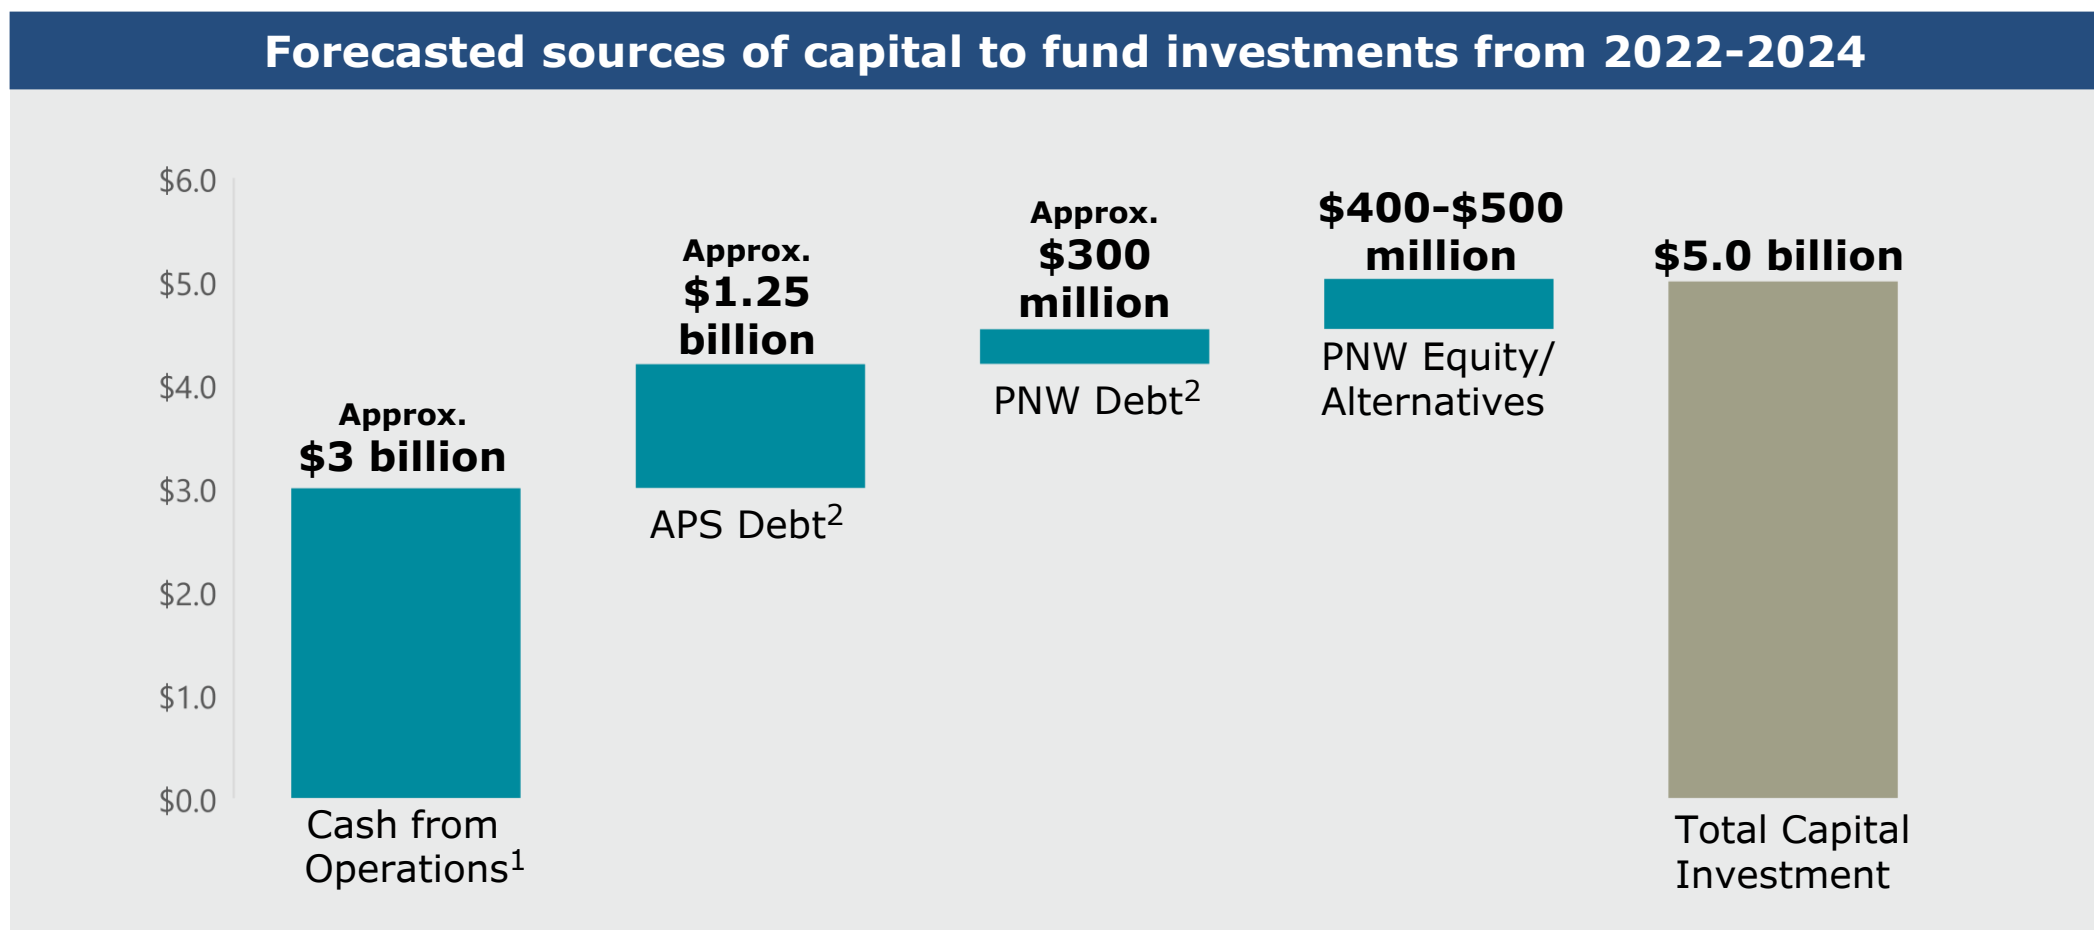 Forecasted sources of capital to fund investments from 2022-2024
$6.0
$5.0
$4.0
$3.0
$2.0
$1.0
$0.0
Approx.
$3 billion
Cash from
Operations¹
Approx.
$1.25
billion
APS Debt²
Approx.
$300
million
PNW Debt²
$400-$500
million
PNW Equity/
Alternatives
$5.0 billion
Total Capital
Investment